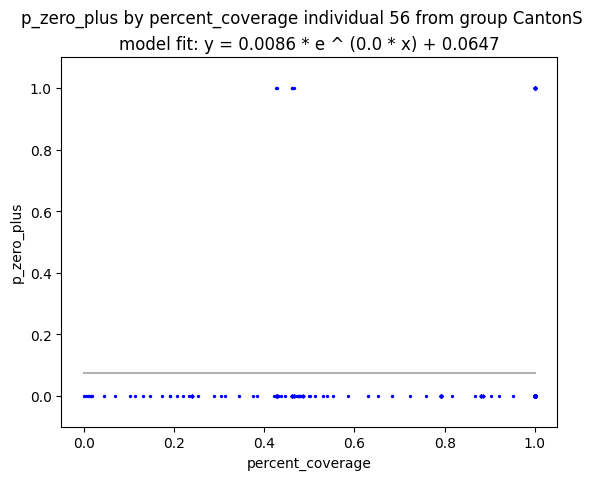 p_zero_plus by percent_coverage individual 56 from group CantonS
model fit: y = 0.0086 * e ^ (0.0 * x) + 0.0647
1.0
0.8
0.6
0.4
0.2
0.0
p_zero_plus
0.0 0.2 0.4 0.6 0.8 1.0
percent_coverage